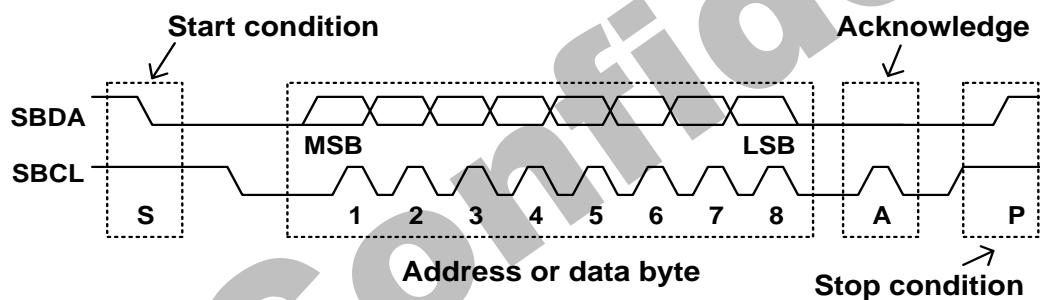 Start condition
Acknowledge
SBDA
MSB
LSB
SBCL
S
1 2 3 4 5 6 7 8
A
P
Address or data byte
Stop condition